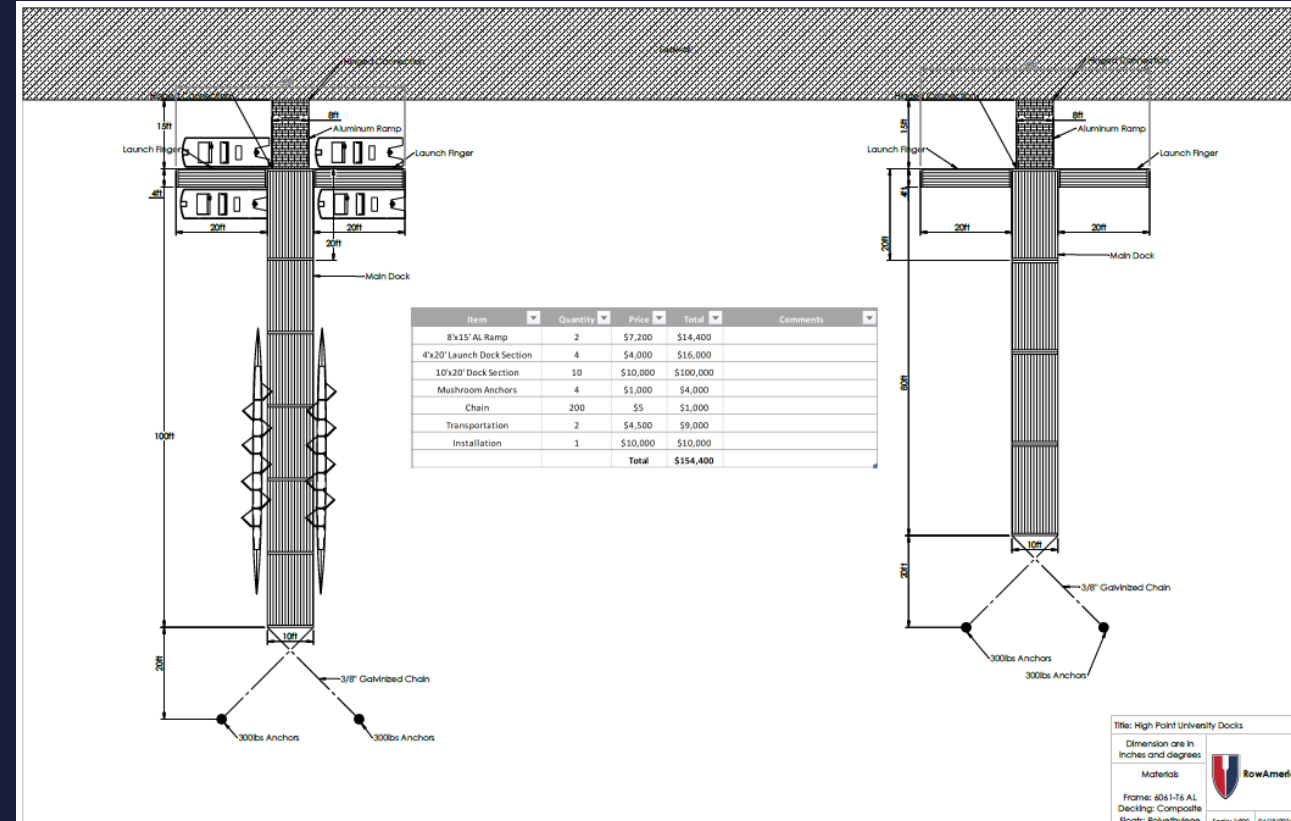 Seawall
Hinged Connection
Hinged Connection
8ft
Aluminum Ramp
15ft
Launch Finger
Launch Finger
4ft
20ft
20ft
20ft
Main Dock
100ft
10ft
20ft
3/8" Galvinized Chain
300lbs Anchors
300lbs Anchors
Hinged Connection
Hinged Connection
8ft
Aluminum Ramp
15ft
Launch Finger
Launch Finger
4ft
20ft
20ft
20ft
Main Dock
80ft
10ft
20ft
3/8" Galvinized Chain
300lbs Anchors
300lbs Anchors
Item Quantity Price Total Comments
8'x15' AL Ramp 2 $7,200 $14,400
4'x20' Launch Dock Section 4 $4,000 $16,000
10'x20' Dock Section 10 $10,000 $100,000
Mushroom Anchors 4 $1,000 $4,000
Chain 200 $5 $1,000
Transportation 2 $4,500 $9,000
Installation 1 $10,000 $10,000
Total $154,400
Title: High Point University Docks
Dimension are in
inches and degrees
Materials
Frame: 6061-T6 AL
Decking: Composite
Floats: Polyethylene
RowAmeri